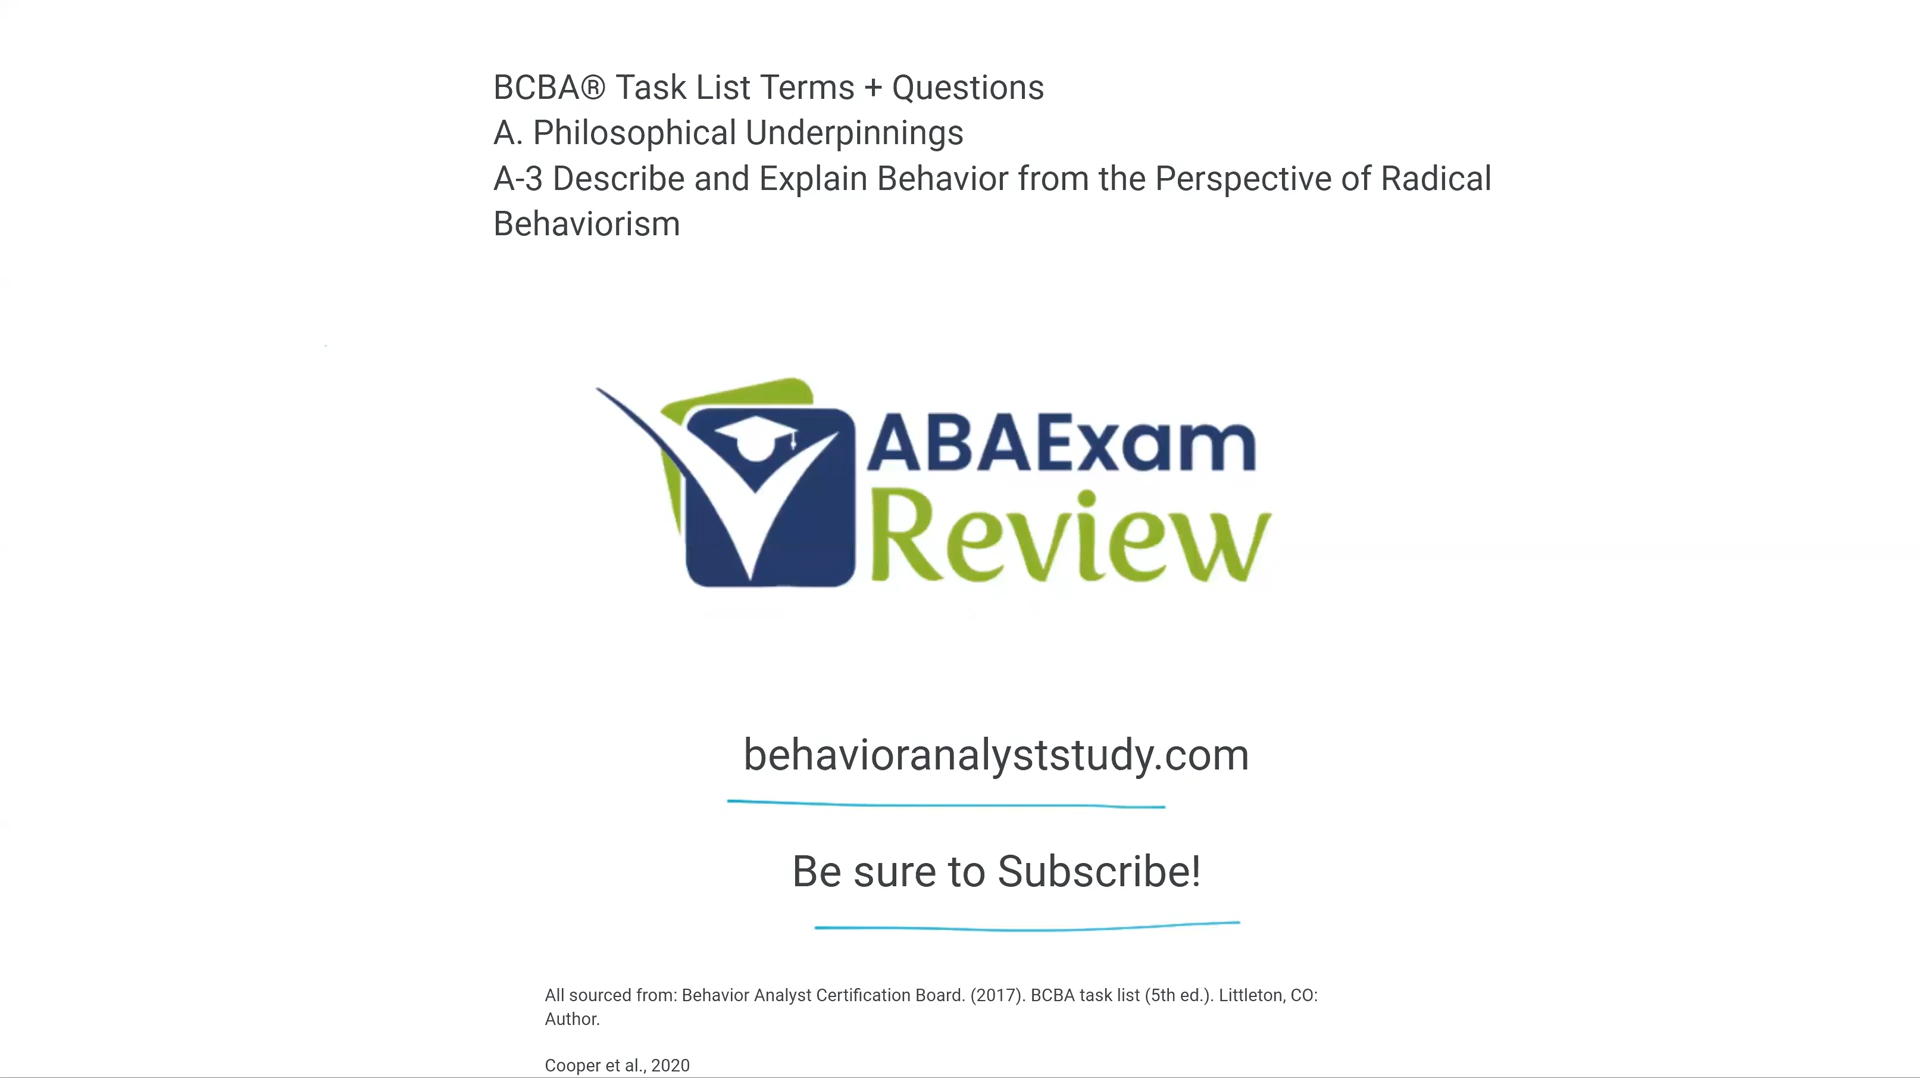 BCBA® Task List Terms + Questions
A. Philosophical Underpinnings
A-3 Describe and Explain Behavior from the Perspective of Radical
Behaviorism
ABAExam
Review
behavioranalyststudy.com
Be sure to Subscribe!
All sourced from: Behavior Analyst Certification Board. (2017). BCBA task list (5th ed.). Littleton, CO:
Author.
Cooper et al., 2020